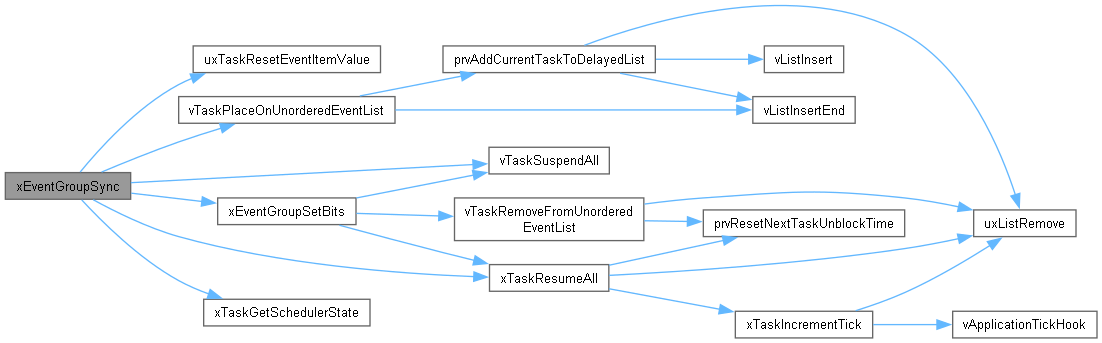 xEventGroupSync
uxTaskResetEventItemValue
vTaskPlaceOnUnorderedEventList
vTaskSuspendAll
xEventGroupSetBits
xTaskResumeAll
xTaskGetSchedulerState
prvAddCurrentTaskToDelayedList
vTaskRemoveFromUnordered
EventList
vListInsert
vListInsertEnd
prvResetNextTaskUnblockTime
xTaskIncrementTick
uxListRemove
vApplicationTickHook